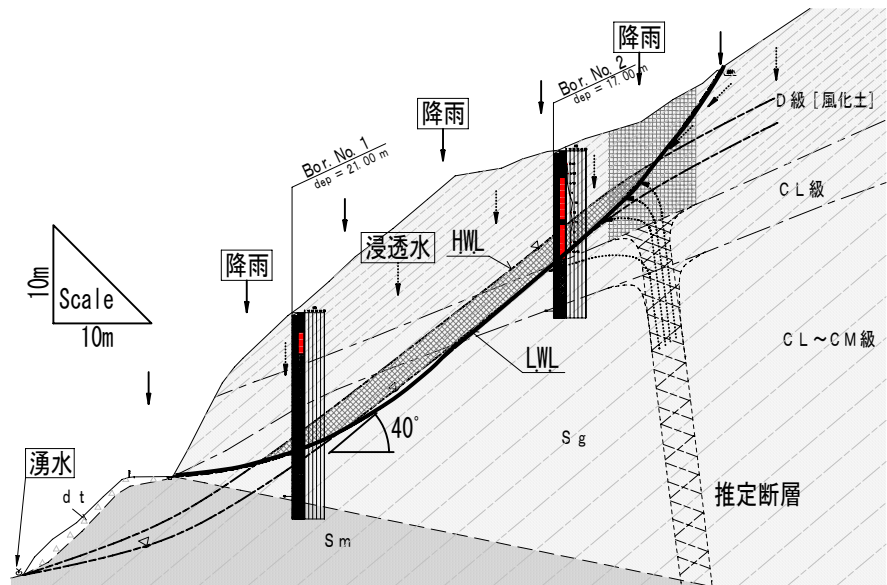 降雨
Bor. No. 2
dep = 17.00 m
D級 [風化土]
降雨
Bor. No. 1
dep = 21.00 m
CL級
浸透水
H.W.L
降雨
10m
Scale
10m
CL～CM級
L.W.L
40°
Sg
湧水
dt
推定断層
Sm